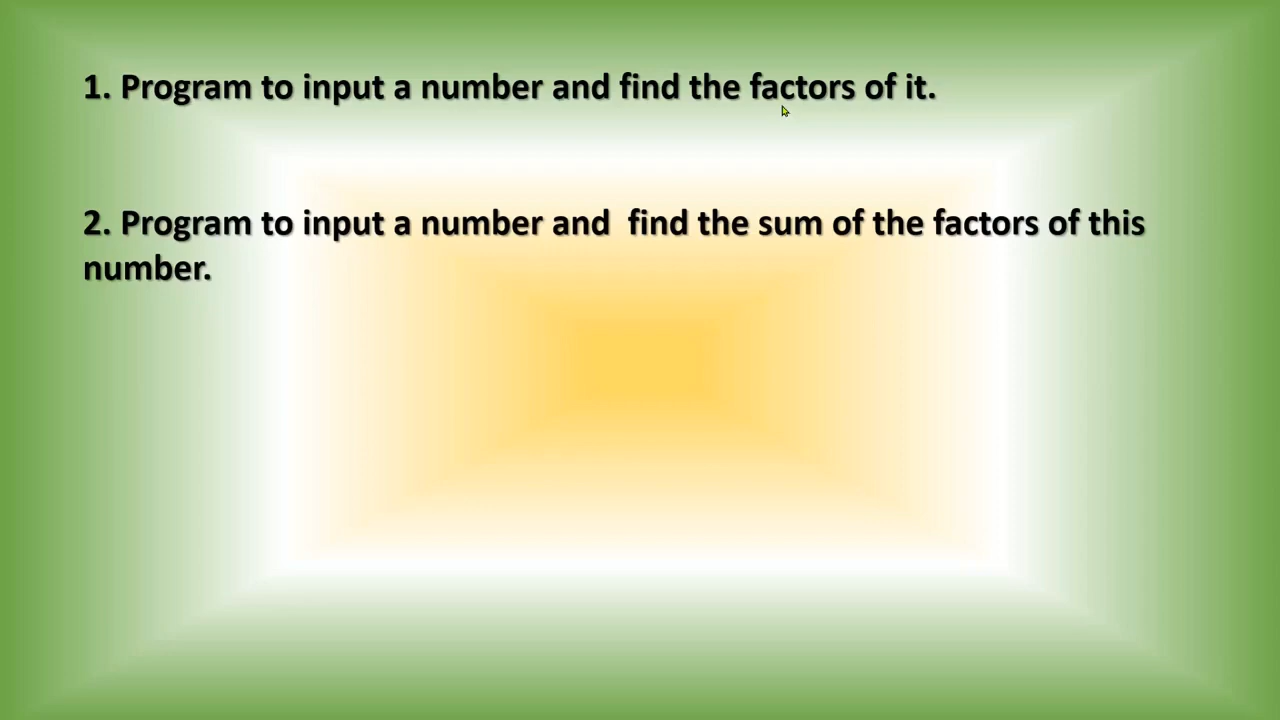 1. Program to input a number and find the factors of it.
2. Program to input a number and  find the sum of the factors of this
number.